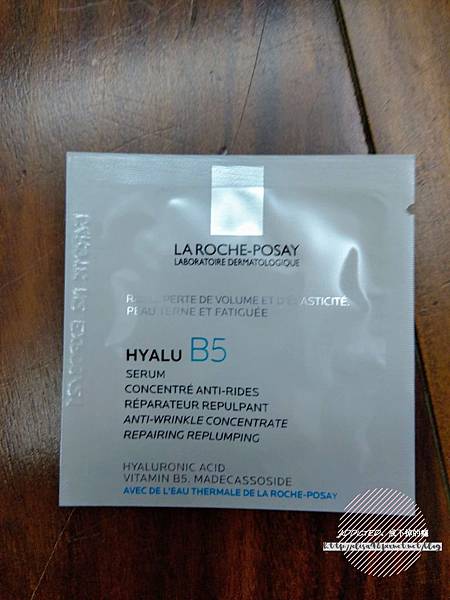 LA ROCHE-POSAY
LABORATOIRE DERMATOLOGIQUE
PERTE DE VOLUME ET D'ÉLASTICITÉ,
PEAU TERNE ET FATIGUÉE
HYALU B5
SERUM
CONCENTRÉ ANTI-RIDES
RÉPARATEUR REPULPANT
ANTI-WRINKLE CONCENTRATE
REPAIRING REPLUMPING
HYALURONIC ACID
VITAMIN B5. MADECASSOSIDE
AVEC DE L'EAU THERMALE DE LA ROCHE-POSAY
ADDICTED.